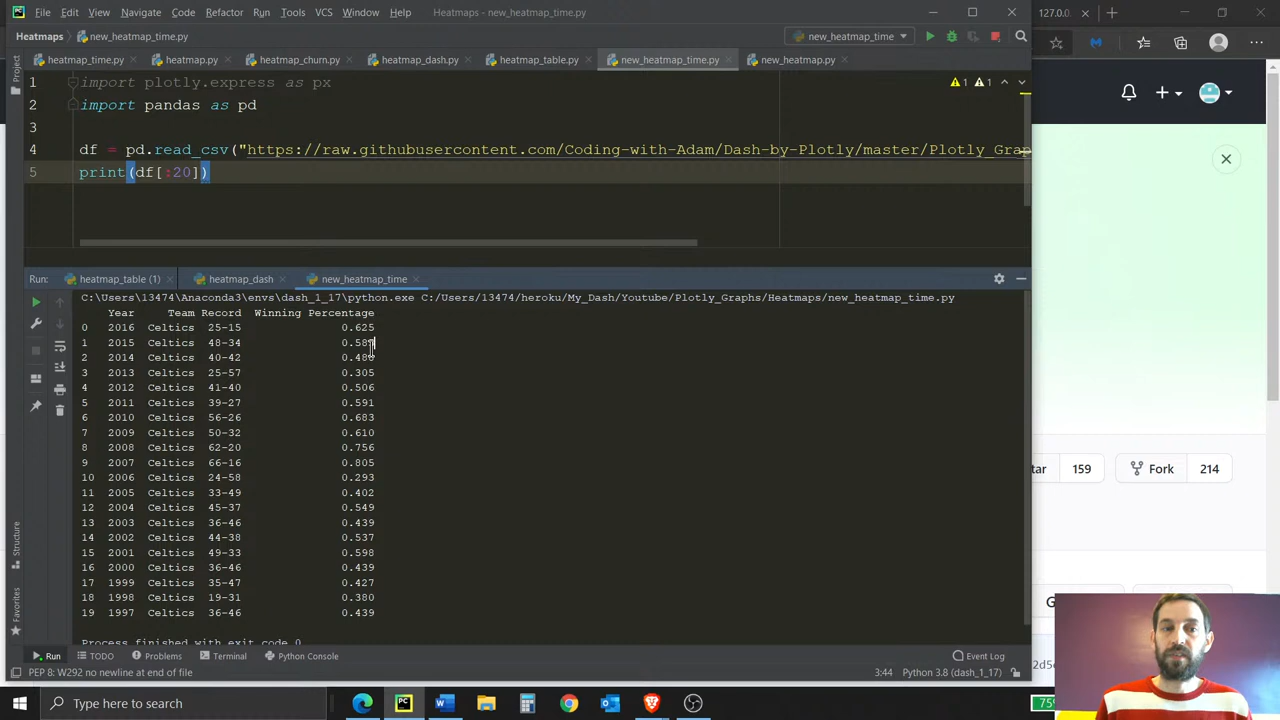 File Edit View Navigate Code Refactor Run Tools VCS Window Help Heatmaps - new_heatmap_time.py
127.0
Heatmaps new_heatmap_time.py new_heatmap_time
heatmap_time.py heatmap.py heatmap_churn.py heatmap_dash.py heatmap_table.py new_heatmap_time.py new_heatmap.py
Project
1 import plotly.express as px
1 1
2 import pandas as pd
3
4 df = pd.read_csv("https://raw.githubusercontent.com/Coding-with-Adam/Dash-by-Plotly/master/Plotly_Grap
5 print(df[:20])
Run: heatmap_table (1) heatmap_dash new_heatmap_time
C:\Users\13474\Anaconda3\envs\dash_1_17\python.exe C:/Users/13474/heroku/My_Dash/Youtube/Plotly_Graphs/Heatmaps/new_heatmap_time.py
Year Team Record Winning Percentage
0 2016 Celtics 25-15 0.625
1 2015 Celtics 48-34
2 2014 Celtics 40-42
3 2013 Celtics 25-57 0.305
4 2012 Celtics 41-40 0.506
5 2011 Celtics 39-27 0.591
6 2010 Celtics 56-26 0.683
7 2009 Celtics 50-32 0.610
8 2008 Celtics 62-20 0.756
9 2007 Celtics 66-16 0.805
10 2006 Celtics 24-58 0.293
11 2005 Celtics 33-49 0.402
12 2004 Celtics 45-37 0.549
13 2003 Celtics 36-46 0.439
14 2002 Celtics 44-38 0.537
15 2001 Celtics 49-33 0.598
16 2000 Celtics 36-46 0.439
17 1999 Celtics 35-47 0.427
18 1998 Celtics 19-31 0.380
19 1997 Celtics 36-46 0.439
Process finished with exit code 0
Structure
Favorites
tar 159 Fork 214
Run TODO Problems Terminal Python Console Event Log
PEP 8: W292 no newline at end of file 3:44 Python 3.8 (dash_1_17)
Type here to search
75%